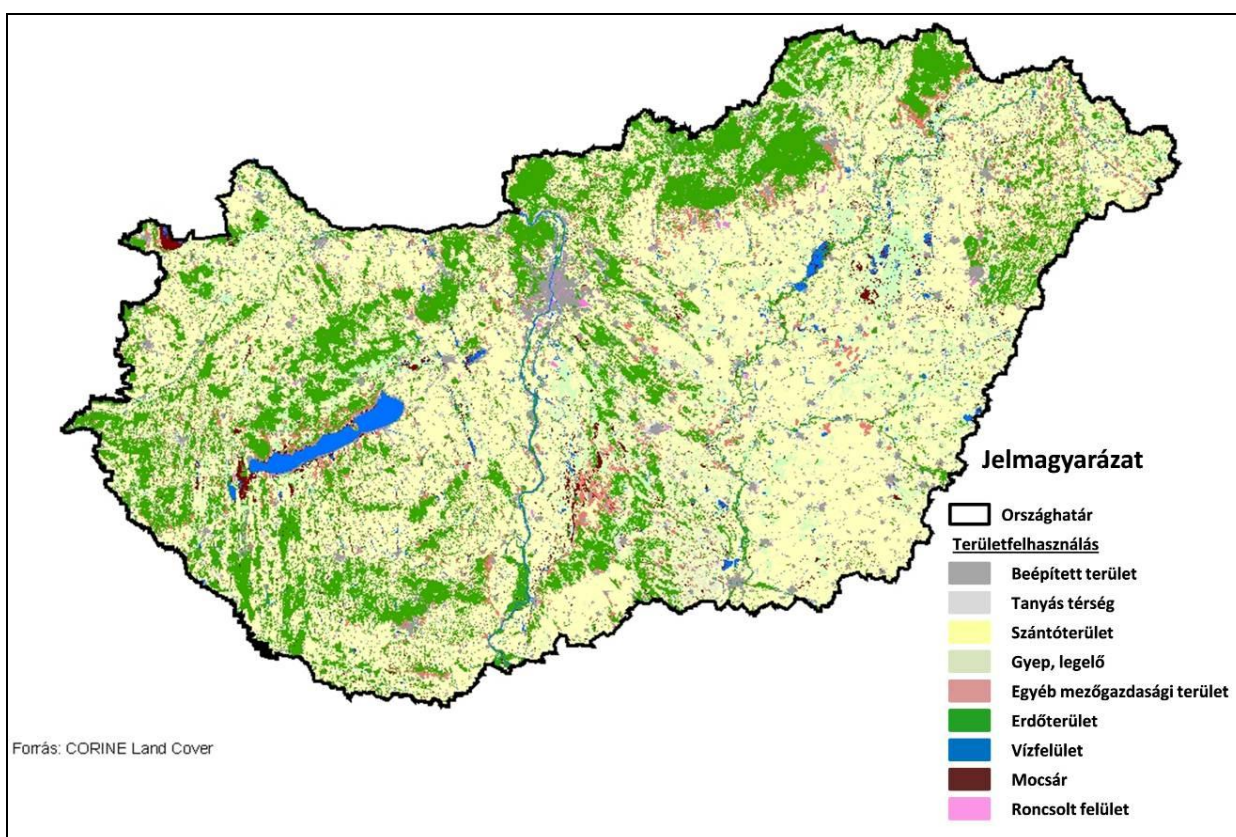 Jelmagyarázat
Országhatár
Területfelhasználás
Beépített terület
Tanyás térség
Szántóterület
Gyep, legelő
Egyéb mezőgazdasági terület
Erdőterület
Vízfelület
Mocsár
Roncsolt felület
Forrás: CORINE Land Cover